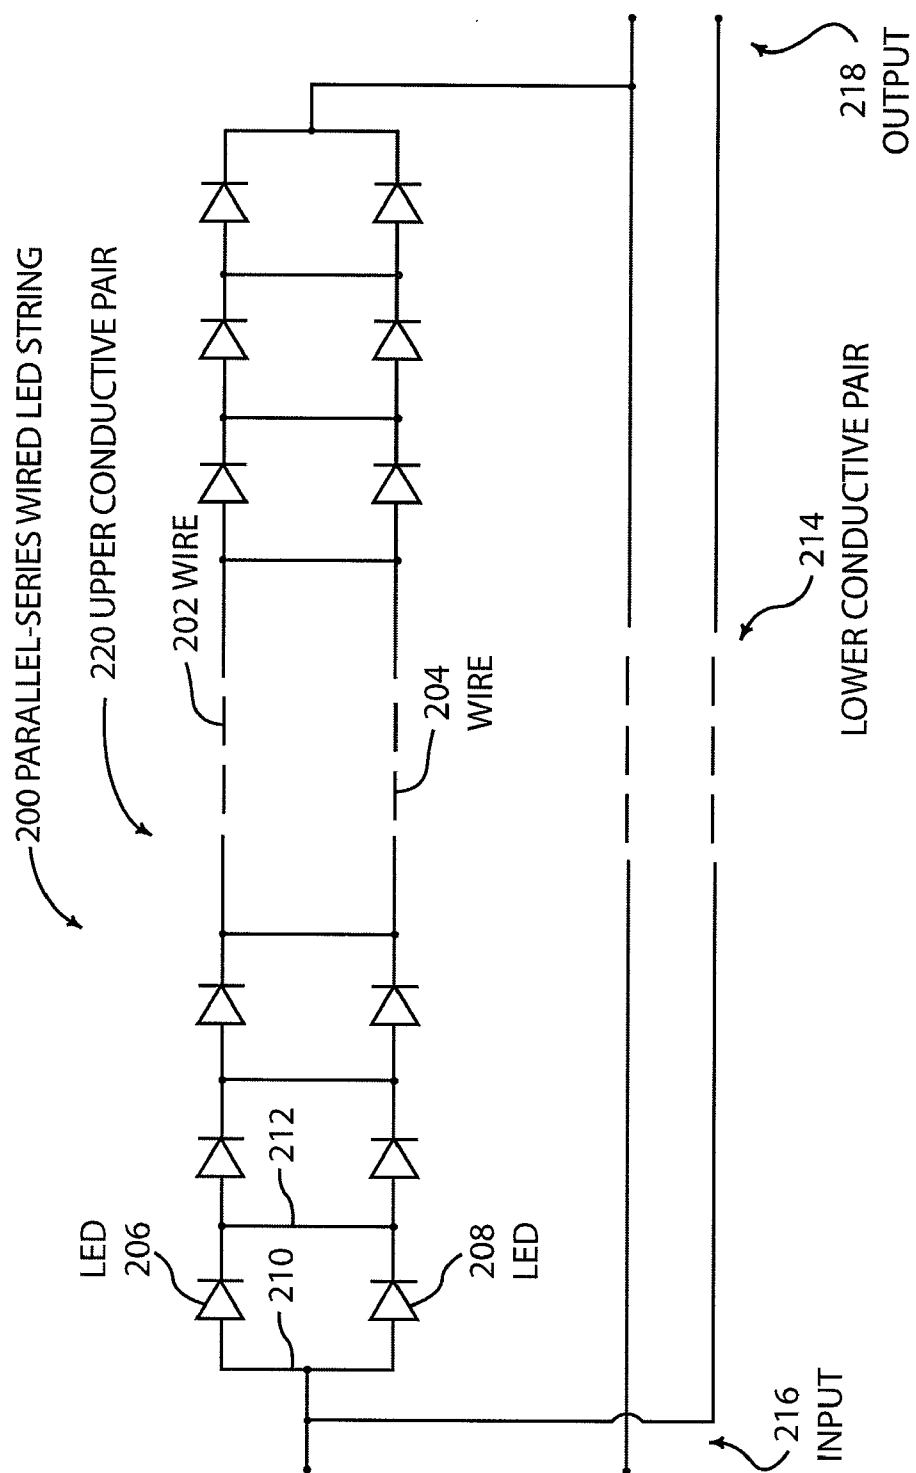 200 PARALLEL-SERIES WIRED LED STRING
220 UPPER CONDUCTIVE PAIR
202 WIRE
204
WIRE
LED
206
210
212
208
LED
214
LOWER CONDUCTIVE PAIR
216
INPUT
218
OUTPUT